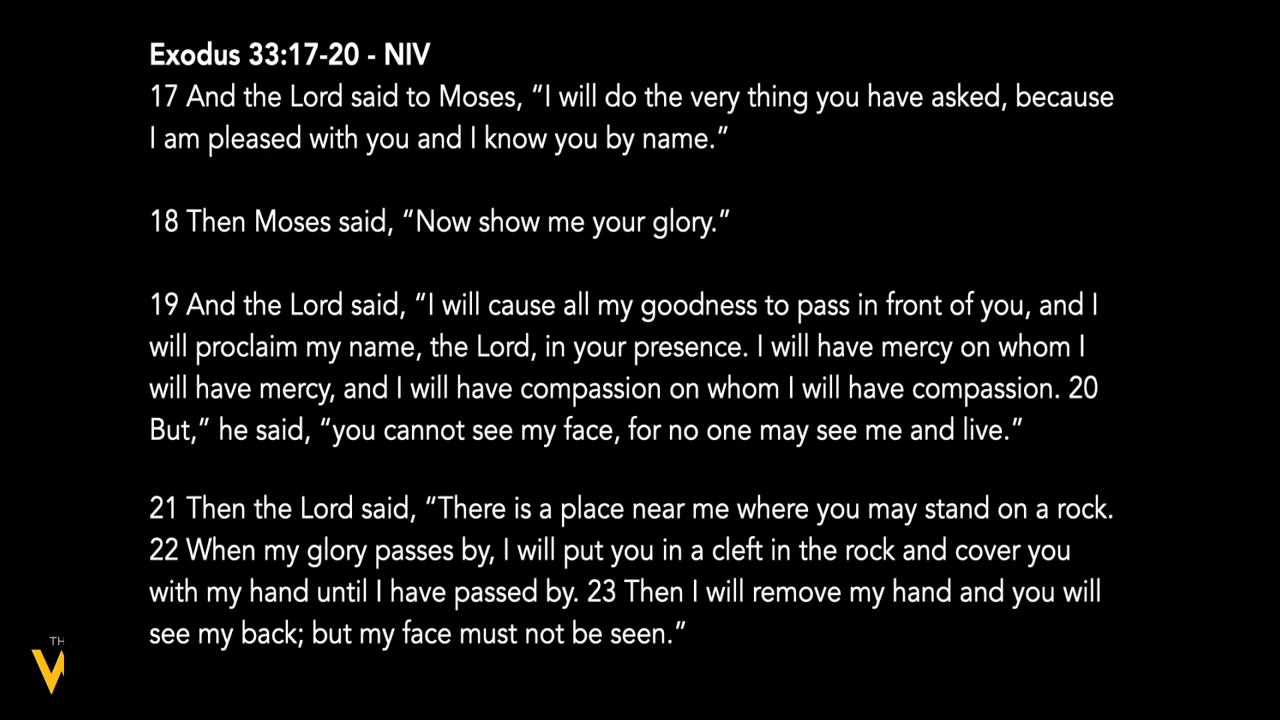 Exodus 33:17-20 - NIV
17 And the Lord said to Moses, “I will do the very thing you have asked, because
I am pleased with you and I know you by name.”
18 Then Moses said, “Now show me your glory.”
19 And the Lord said, “I will cause all my goodness to pass in front of you, and I
will proclaim my name, the Lord, in your presence. I will have mercy on whom I
will have mercy, and I will have compassion on whom I will have compassion. 20
But,” he said, “you cannot see my face, for no one may see me and live.”
21 Then the Lord said, “There is a place near me where you may stand on a rock.
22 When my glory passes by, I will put you in a cleft in the rock and cover you
with my hand until I have passed by. 23 Then I will remove my hand and you will
see my back; but my face must not be seen.”
TH